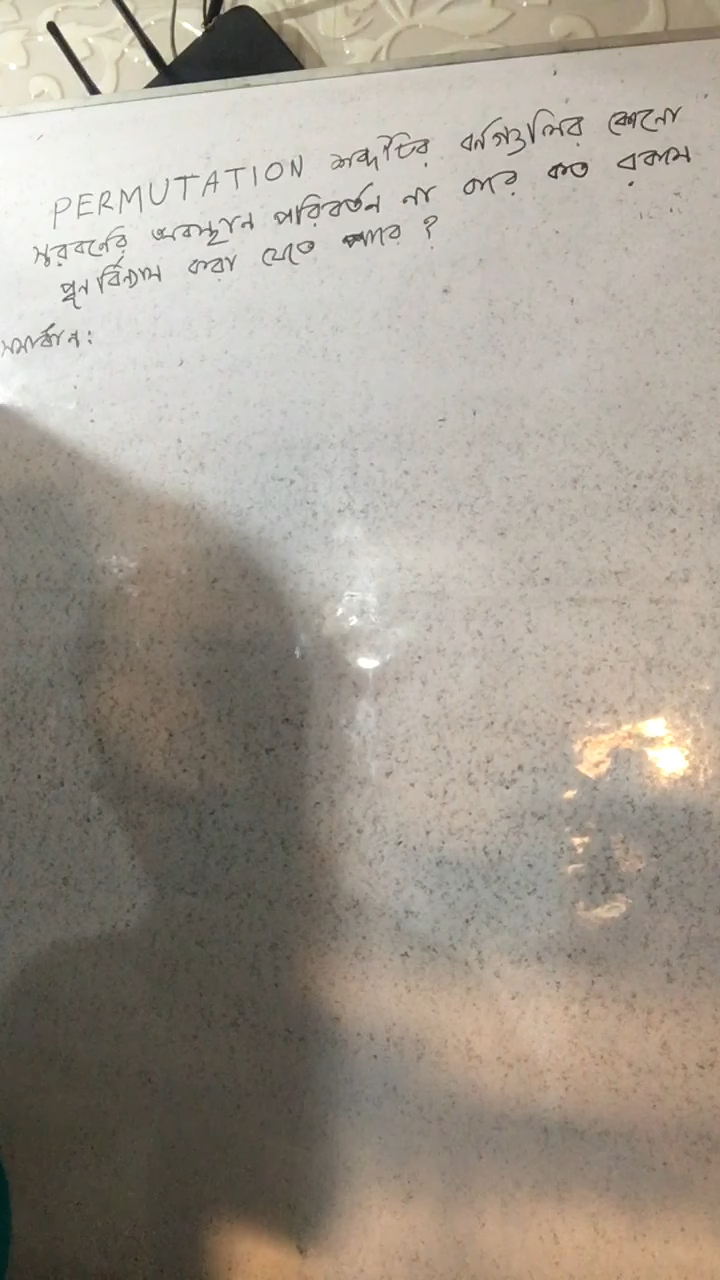 PERMUTATION শব্দটির বর্ণগুলির কোনো
স্বরবর্নের অবস্থান পরিবর্তন না করে কত রকমে
পুনর্বিন্যাস করা যেতে পারে ?
সমাধান: